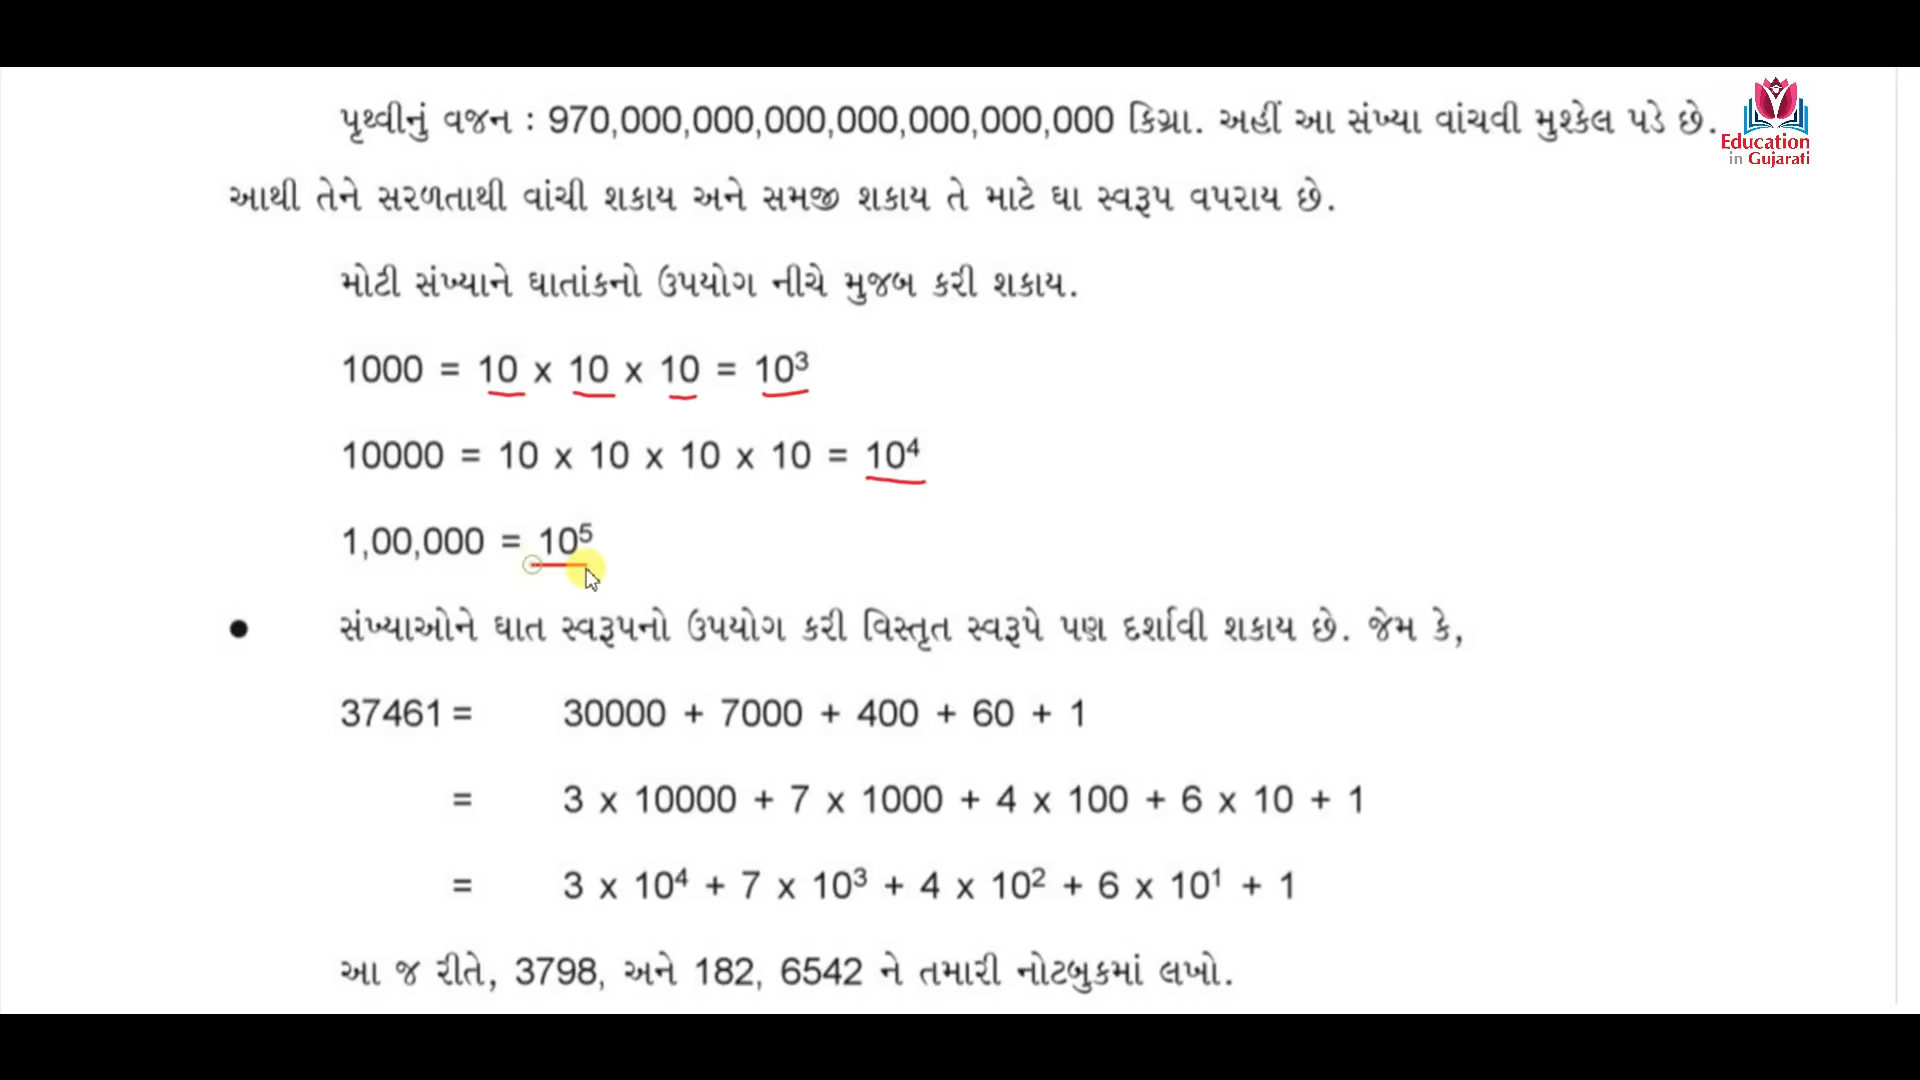 પૃથ્વીનું વજન : 970,000,000,000,000,000,000,000 કિગ્રા. અહીં આ સંખ્યા વાંચવી મુશ્કેલ પડે છે.
Education
in Gujarati
આથી તેને સરળતાથી વાંચી શકાય અને સમજી શકાય તે માટે ઘા સ્વરૂપ વપરાય છે.
મોટી સંખ્યાને ઘાતાંકનો ઉપયોગ નીચે મુજબ કરી શકાય.
1000 = 10 x 10 x 10 = 10³
10000 = 10 x 10 x 10 x 10 = 10⁴
1,00,000 = 10⁵
● સંખ્યાઓને ઘાત સ્વરૂપનો ઉપયોગ કરી વિસ્તૃત સ્વરૂપે પણ દર્શાવી શકાય છે. જેમ કે,
37461 = 30000 + 7000 + 400 + 60 + 1
= 3 x 10000 + 7 x 1000 + 4 x 100 + 6 x 10 + 1
= 3 x 10⁴ + 7 x 10³ + 4 x 10² + 6 x 10¹ + 1
આ જ રીતે, 3798, અને 182, 6542 ને તમારી નોટબુકમાં લખો.